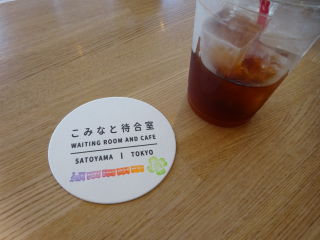 こみなと待合室
WAITING ROOM AND CAFE
SATOYAMA | TOKYO